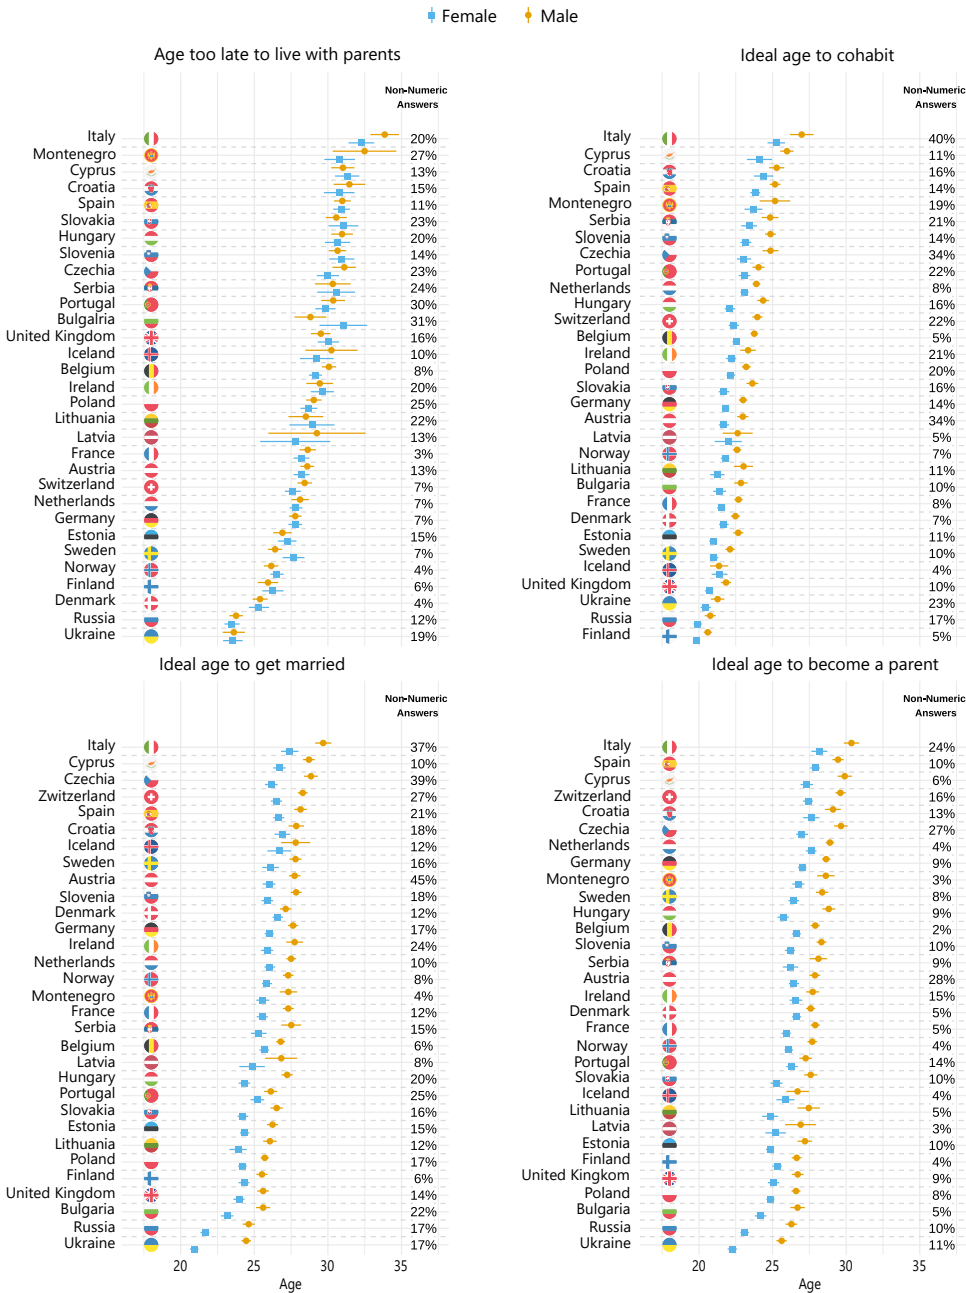 Female Male
Age too late to live with parents
Non-Numeric
Answers
Italy 20%
Montenegro 27%
Cyprus 13%
Croatia 15%
Spain 11%
Slovakia 23%
Hungary 20%
Slovenia 14%
Czechia 23%
Serbia 24%
Portugal 30%
Bulgalria 31%
United Kingdom 16%
Iceland 10%
Belgium 8%
Ireland 20%
Poland 25%
Lithuania 22%
Latvia 13%
France 3%
Austria 13%
Switzerland 7%
Netherlands 7%
Germany 7%
Estonia 15%
Sweden 7%
Norway 4%
Finland 6%
Denmark 4%
Russia 12%
Ukraine 19%
Ideal age to cohabit
Non-Numeric
Answers
Italy 40%
Cyprus 11%
Croatia 16%
Spain 14%
Montenegro 19%
Serbia 21%
Slovenia 14%
Czechia 34%
Portugal 22%
Netherlands 8%
Hungary 16%
Switzerland 22%
Belgium 5%
Ireland 21%
Poland 20%
Slovakia 16%
Germany 14%
Austria 34%
Latvia 5%
Norway 7%
Lithuania 11%
Bulgaria 10%
France 8%
Denmark 7%
Estonia 11%
Sweden 10%
Iceland 4%
United Kingdom 10%
Ukraine 23%
Russia 17%
Finland 5%
Ideal age to get married
Non-Numeric
Answers
Italy 37%
Cyprus 10%
Czechia 39%
Zwitzerland 27%
Spain 21%
Croatia 18%
Iceland 12%
Sweden 16%
Austria 45%
Slovenia 18%
Denmark 12%
Germany 17%
Ireland 24%
Netherlands 10%
Norway 8%
Montenegro 4%
France 12%
Serbia 15%
Belgium 6%
Latvia 8%
Hungary 20%
Portugal 25%
Slovakia 16%
Estonia 15%
Lithuania 12%
Poland 17%
Finland 6%
United Kingdom 14%
Bulgaria 22%
Russia 17%
Ukraine 17%
20 25 30 35
Age
Ideal age to become a parent
Non-Numeric
Answers
Italy 24%
Spain 10%
Cyprus 6%
Zwitzerland 16%
Croatia 13%
Czechia 27%
Netherlands 4%
Germany 9%
Montenegro 3%
Sweden 8%
Hungary 9%
Belgium 2%
Slovenia 10%
Serbia 9%
Austria 28%
Ireland 15%
Denmark 5%
France 5%
Norway 4%
Portugal 14%
Slovakia 10%
Iceland 4%
Lithuania 5%
Latvia 3%
Estonia 10%
Finland 4%
United Kingkom 9%
Poland 8%
Bulgaria 5%
Russia 10%
Ukraine 11%
20 25 30 35
Age